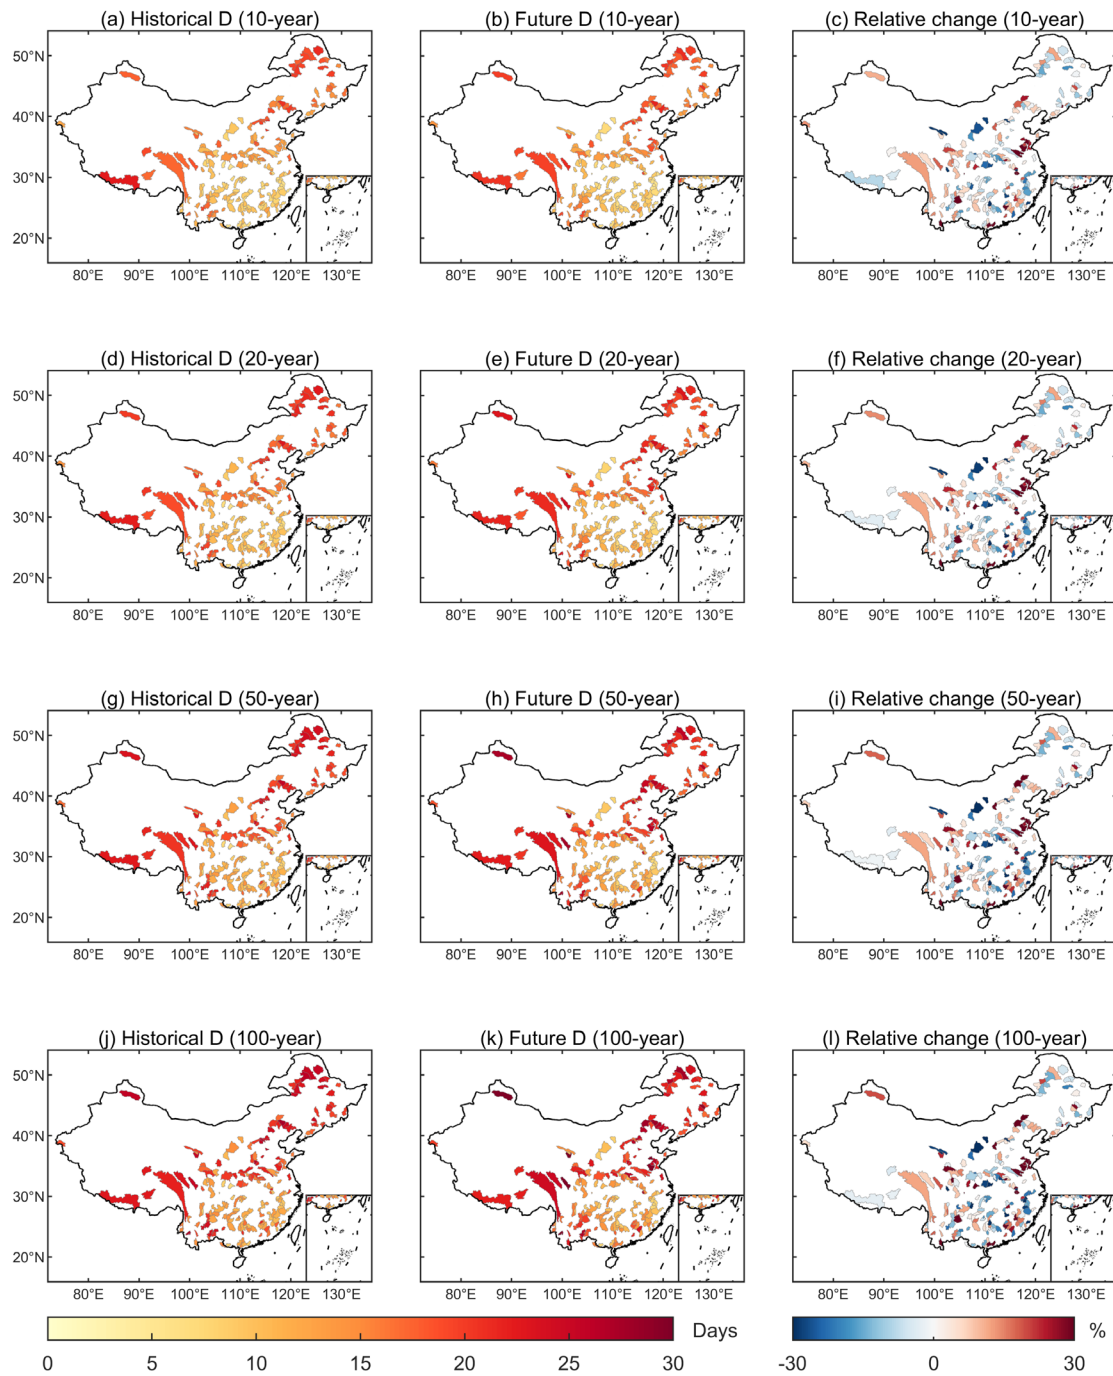 (a) Historical D (10-year) (b) Future D (10-year) (c) Relative change (10-year)
50°N
40°N
30°N
20°N
80°E 90°E 100°E 110°E 120°E 130°E 80°E 90°E 100°E 110°E 120°E 130°E 80°E 90°E 100°E 110°E 120°E 130°E
(d) Historical D (20-year) (e) Future D (20-year) (f) Relative change (20-year)
50°N
40°N
30°N
20°N
80°E 90°E 100°E 110°E 120°E 130°E 80°E 90°E 100°E 110°E 120°E 130°E 80°E 90°E 100°E 110°E 120°E 130°E
(g) Historical D (50-year) (h) Future D (50-year) (i) Relative change (50-year)
50°N
40°N
30°N
20°N
80°E 90°E 100°E 110°E 120°E 130°E 80°E 90°E 100°E 110°E 120°E 130°E 80°E 90°E 100°E 110°E 120°E 130°E
(j) Historical D (100-year) (k) Future D (100-year) (l) Relative change (100-year)
50°N
40°N
30°N
20°N
80°E 90°E 100°E 110°E 120°E 130°E 80°E 90°E 100°E 110°E 120°E 130°E 80°E 90°E 100°E 110°E 120°E 130°E
Days %
0 5 10 15 20 25 30 -30 0 30